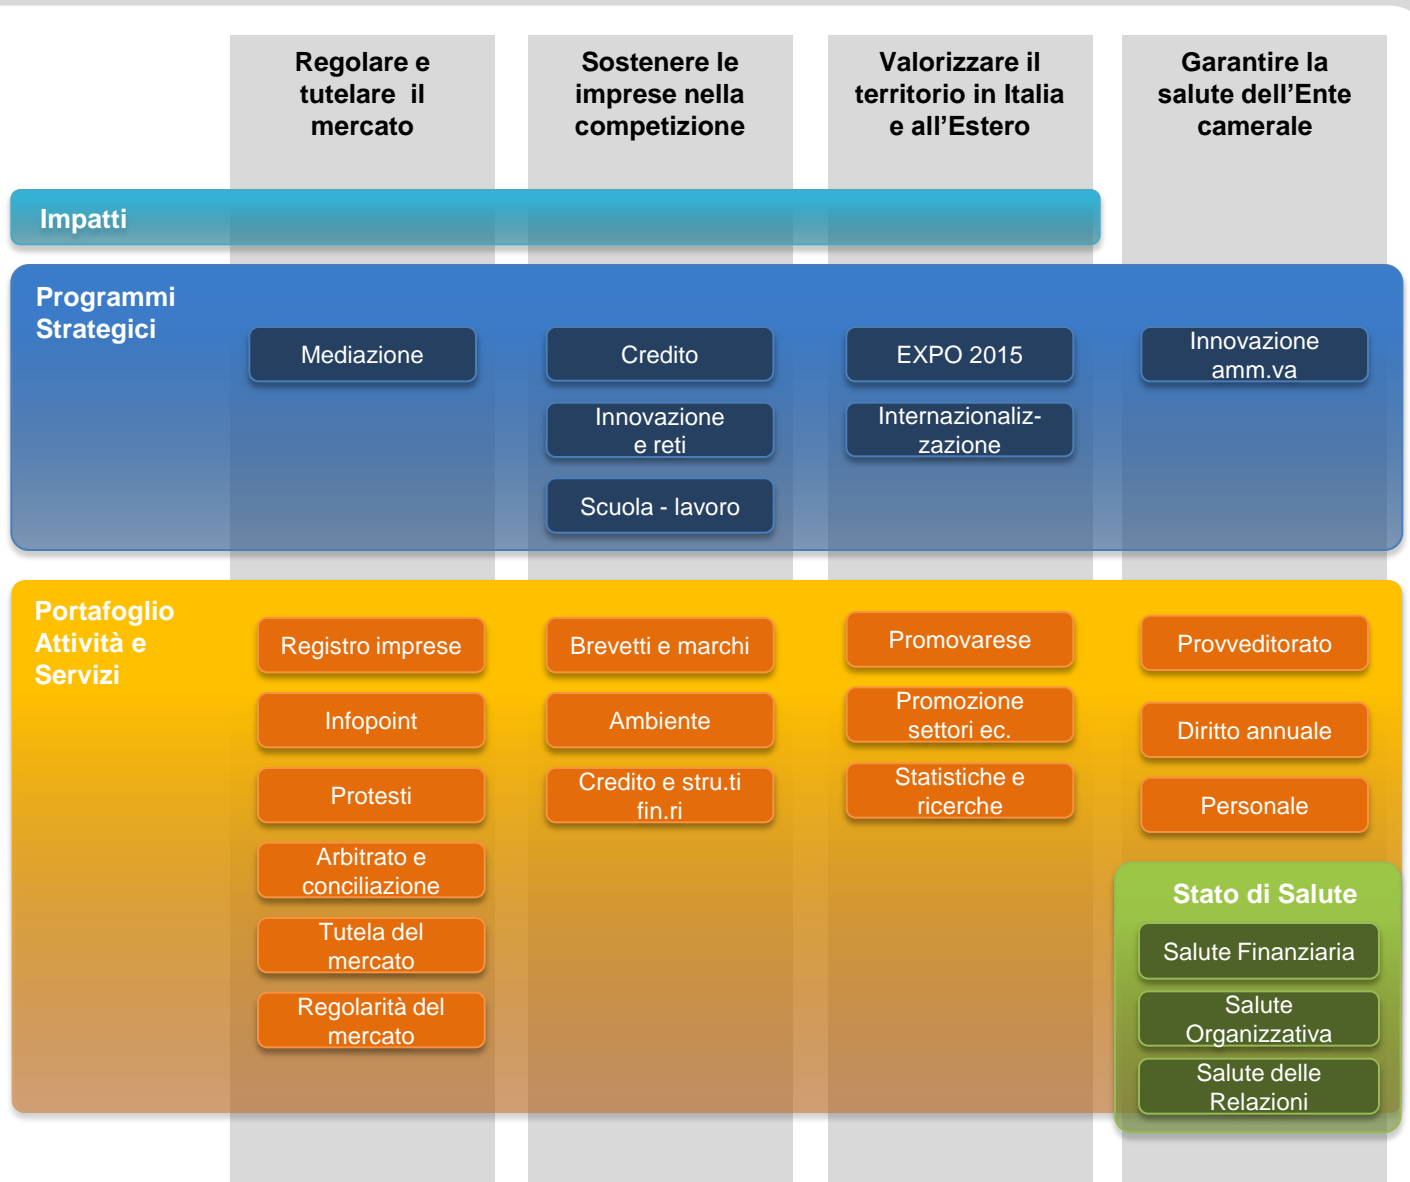 Regolare e
tutelare il
mercato
Sostenere le
imprese nella
competizione
Valorizzare il
territorio in Italia
e all'Estero
Garantire la
salute dell'Ente
camerale
Impatti
Programmi
Strategici
Mediazione
Credito
EXPO 2015
Innovazione
amm.va
Innovazione
e reti
Internazionaliz-
zazione
Scuola - lavoro
Portafoglio
Attività e
Servizi
Registro imprese
Brevetti e marchi
Promovarese
Provveditorato
Infopoint
Ambiente
Promozione
settori ec.
Diritto annuale
Protesti
Credito e stru.ti
fin.ri
Statistiche e
ricerche
Personale
Arbitrato e
conciliazione
Tutela del
mercato
Regolarità del
mercato
Stato di Salute
Salute Finanziaria
Salute
Organizzativa
Salute delle
Relazioni